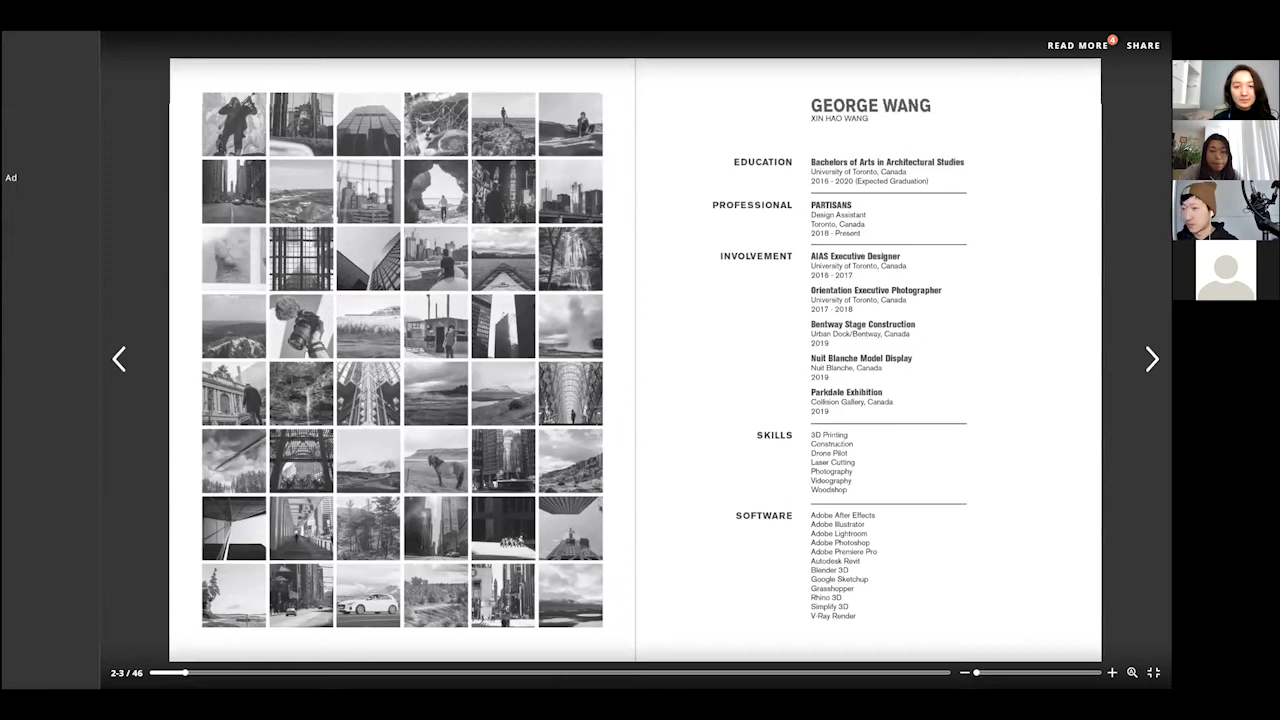 READ MORE 4 SHARE
Ad
GEORGE WANG
XIN HAO WANG
EDUCATION
Bachelors of Arts in Architectural Studies
University of Toronto, Canada
2016 - 2020 (Expected Graduation)
PROFESSIONAL
PARTISANS
Design Assistant
Toronto, Canada
2018 - Present
INVOLVEMENT
AIAS Executive Designer
University of Toronto, Canada
2016 - 2017
Orientation Executive Photographer
University of Toronto, Canada
2017 - 2018
Bentway Stage Construction
Urban Dock/Bentway, Canada
2019
Nuit Blanche Model Display
Nuit Blanche, Canada
2019
Parkdale Exhibition
Collision Gallery, Canada
2019
SKILLS
3D Printing
Construction
Drone Pilot
Laser Cutting
Photography
Videography
Woodshop
SOFTWARE
Adobe After Effects
Adobe Illustrator
Adobe Lightroom
Adobe Photoshop
Adobe Premiere Pro
Autodesk Revit
Blender 3D
Google Sketchup
Grasshopper
Rhino 3D
Simplify 3D
V-Ray Render
2-3 / 46